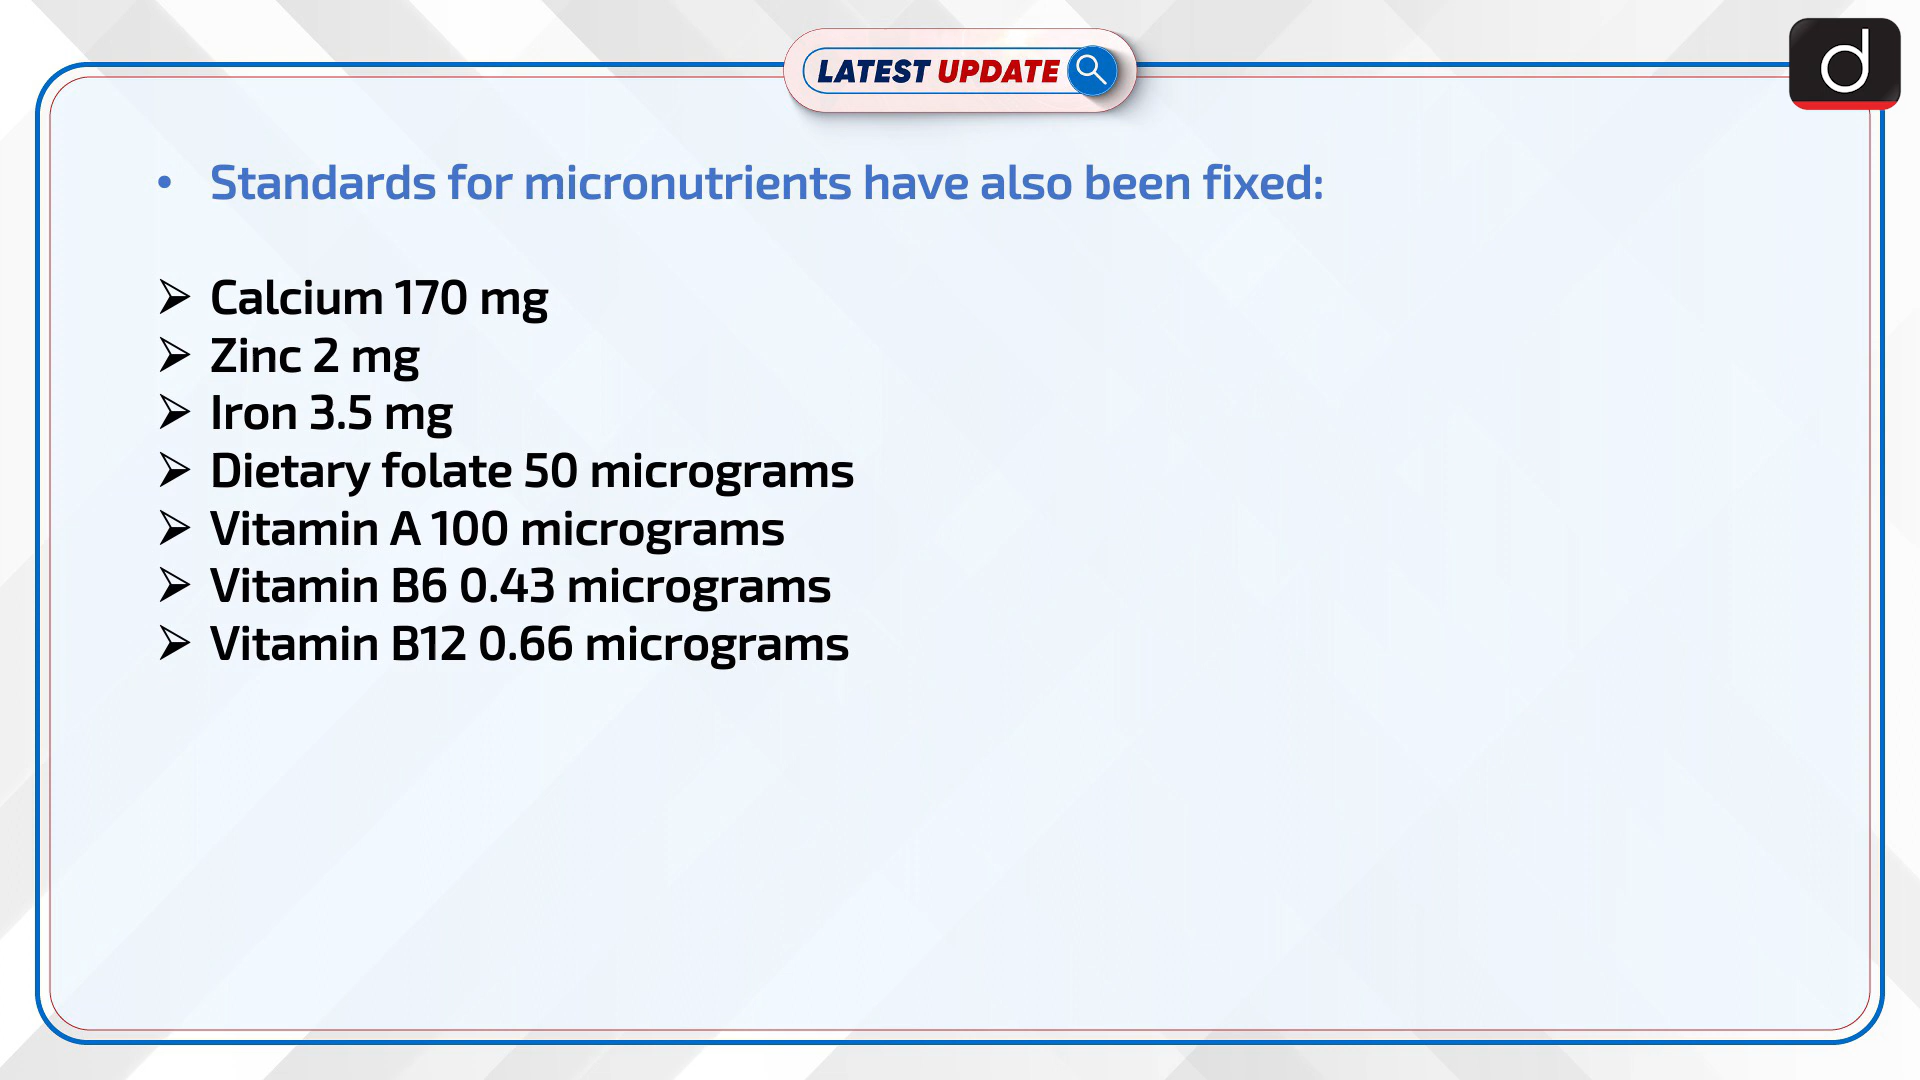 LATEST UPDATE
d
• Standards for micronutrients have also been fixed:
➢ Calcium 170 mg
➢ Zinc 2 mg
➢ Iron 3.5 mg
➢ Dietary folate 50 micrograms
➢ Vitamin A 100 micrograms
➢ Vitamin B6 0.43 micrograms
➢ Vitamin B12 0.66 micrograms